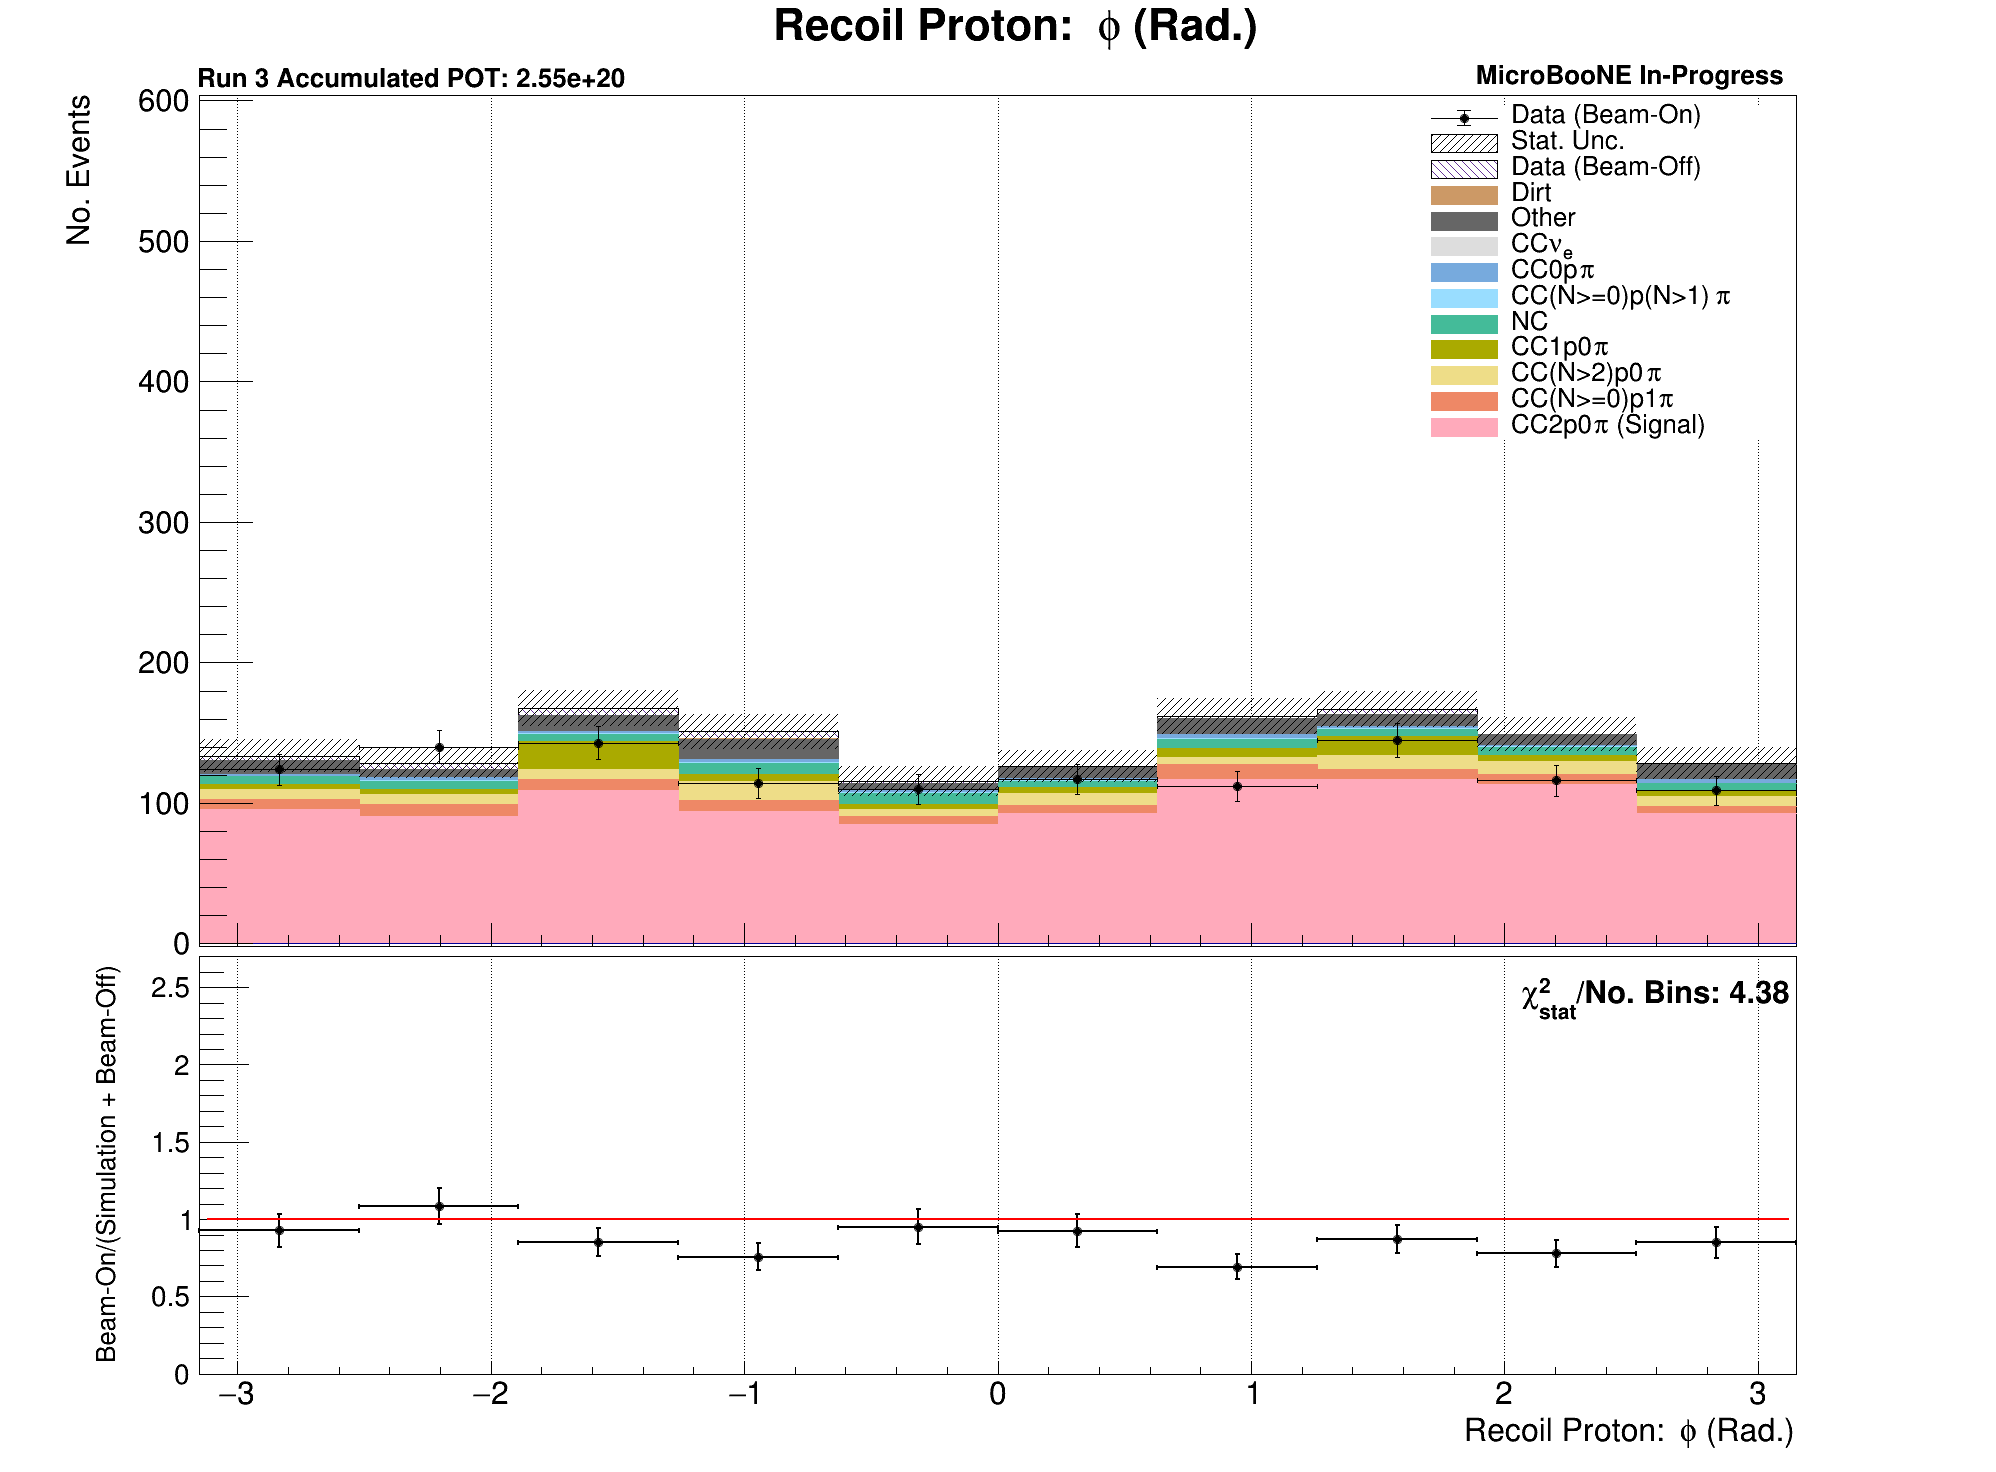 Recoil Proton: ϕ (Rad.)
Run 3 Accumulated POT: 2.55e+20
MicroBooNE In-Progress
No. Events
600
500
400
300
200
100
0
Data (Beam-On)
Stat. Unc.
Data (Beam-Off)
Dirt
Other
CCνe
CC0pπ
CC(N>=0)p(N>1) π
NC
CC1p0π
CC(N>2)p0π
CC(N>=0)p1π
CC2p0π (Signal)
Beam-On/(Simulation + Beam-Off)
2.5
2
1.5
1
0.5
0
χ²stat/No. Bins: 4.38
−3 −2 −1 0 1 2 3
Recoil Proton: ϕ (Rad.)